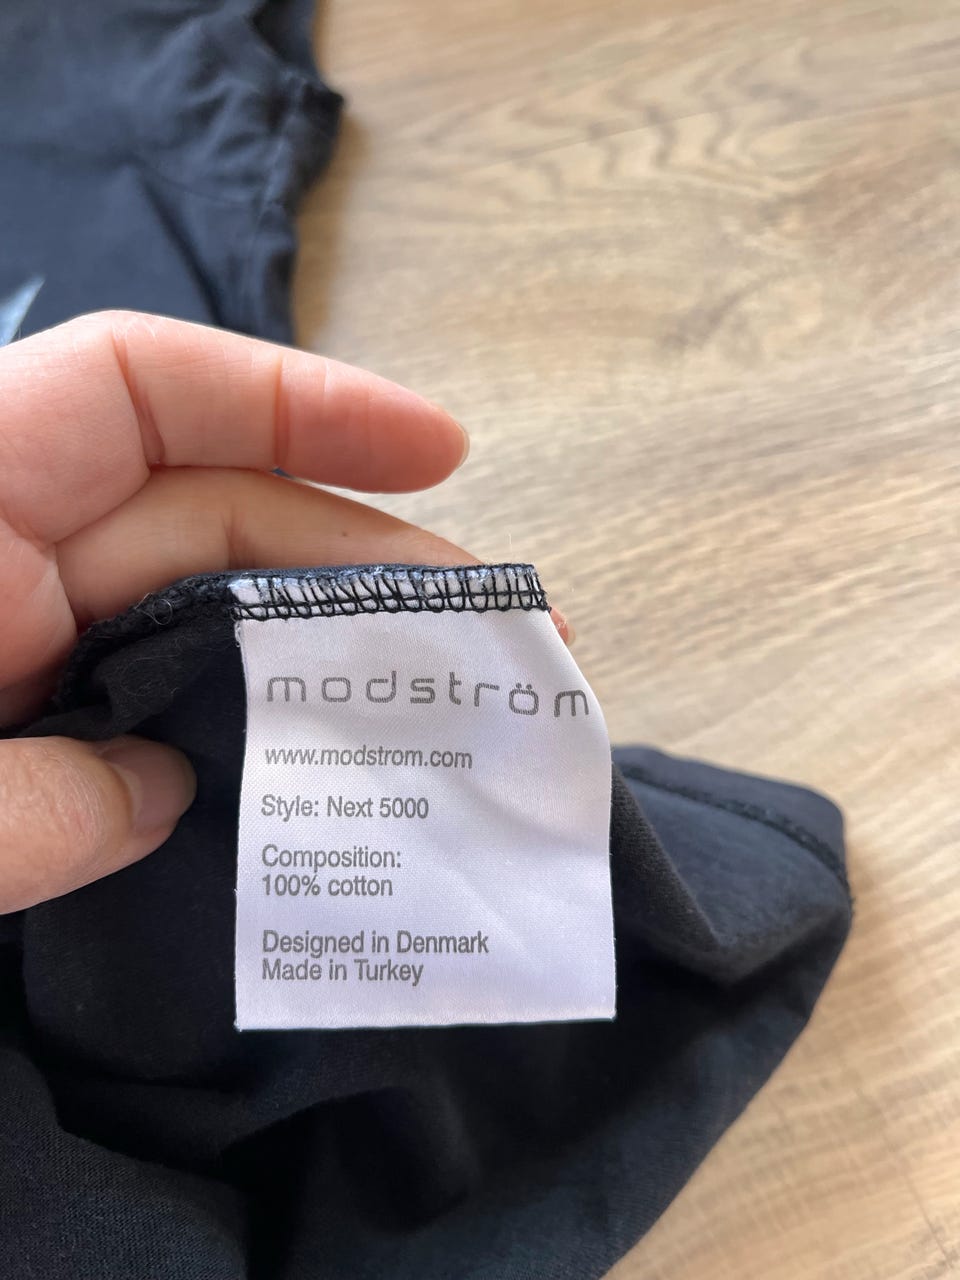 modström
www.modstrom.com
Style: Next 5000
Composition:
100% cotton
Designed in Denmark
Made in Turkey